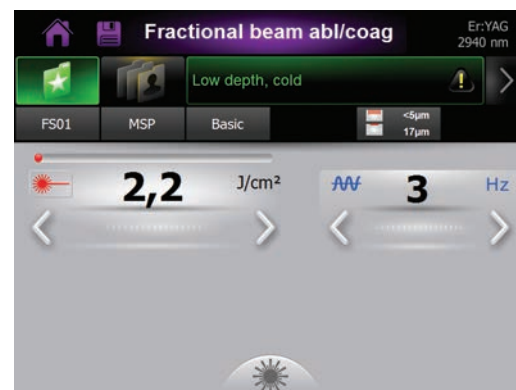 Fractional beam abl/coag
Er:YAG
2940 nm
Low depth, cold
FS01 MSP Basic
<5µm
17µm
2,2 J/cm²
3 Hz